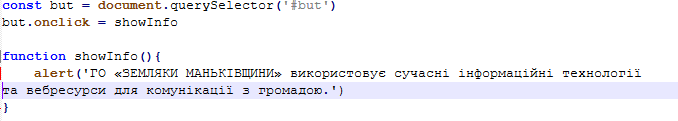 const but = document.querySelector('#but')
but.onclick = showInfo
function showInfo(){
alert('ГО «ЗЕМЛЯКИ МАНЬКІВЩИНИ» використовує сучасні інформаційні технології
та вебресурси для комунікації з громадою.')
}